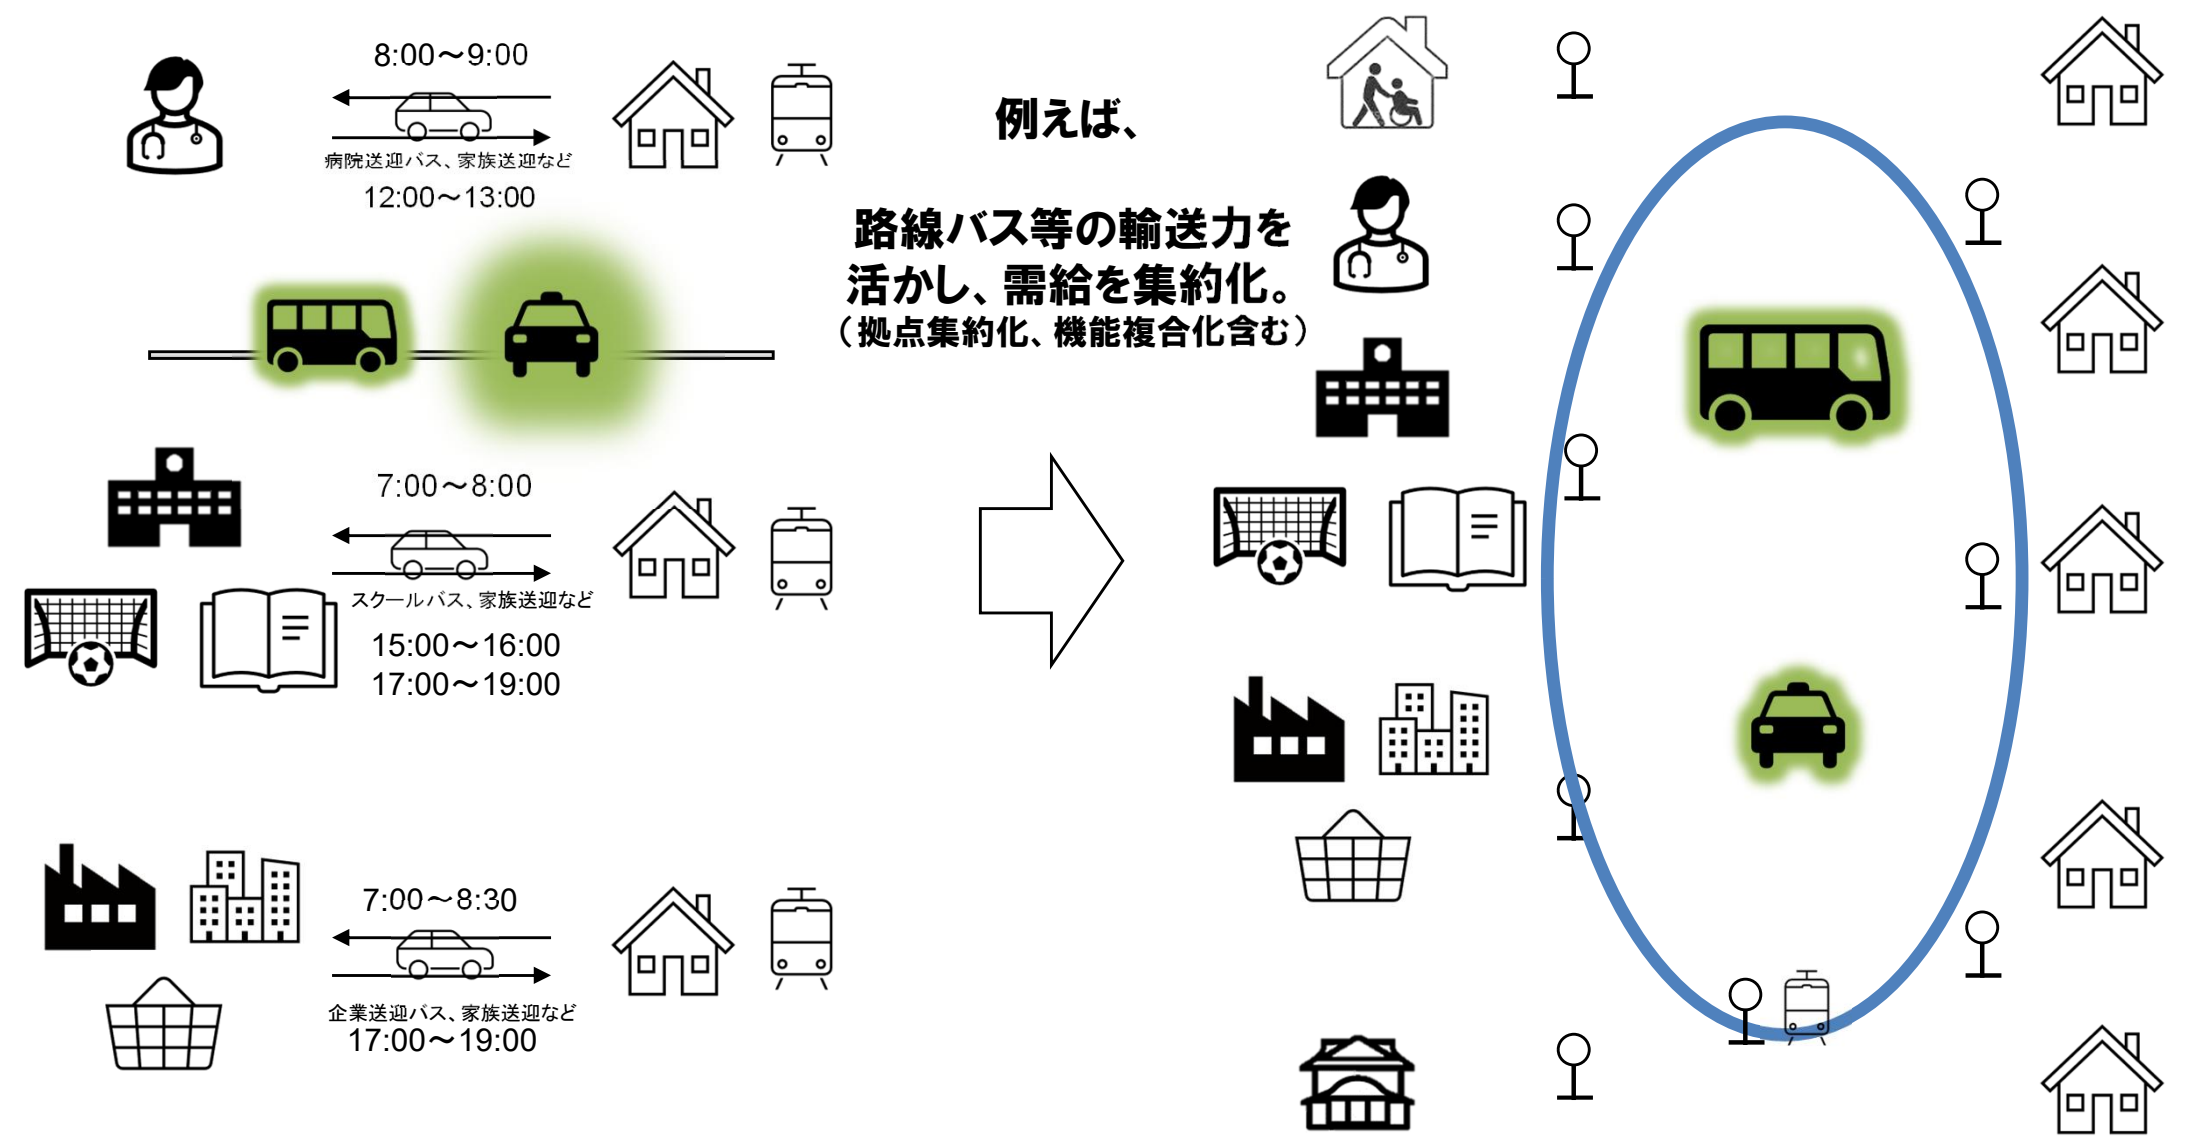 8:00～9:00
病院送迎バス、家族送迎など
12:00～13:00
7:00～8:00
スクールバス、家族送迎など
15:00～16:00
17:00～19:00
7:00～8:30
企業送迎バス、家族送迎など
17:00～19:00
例えば、
路線バス等の輸送力を
活かし、需給を集約化。
（拠点集約化、機能複合化含む）